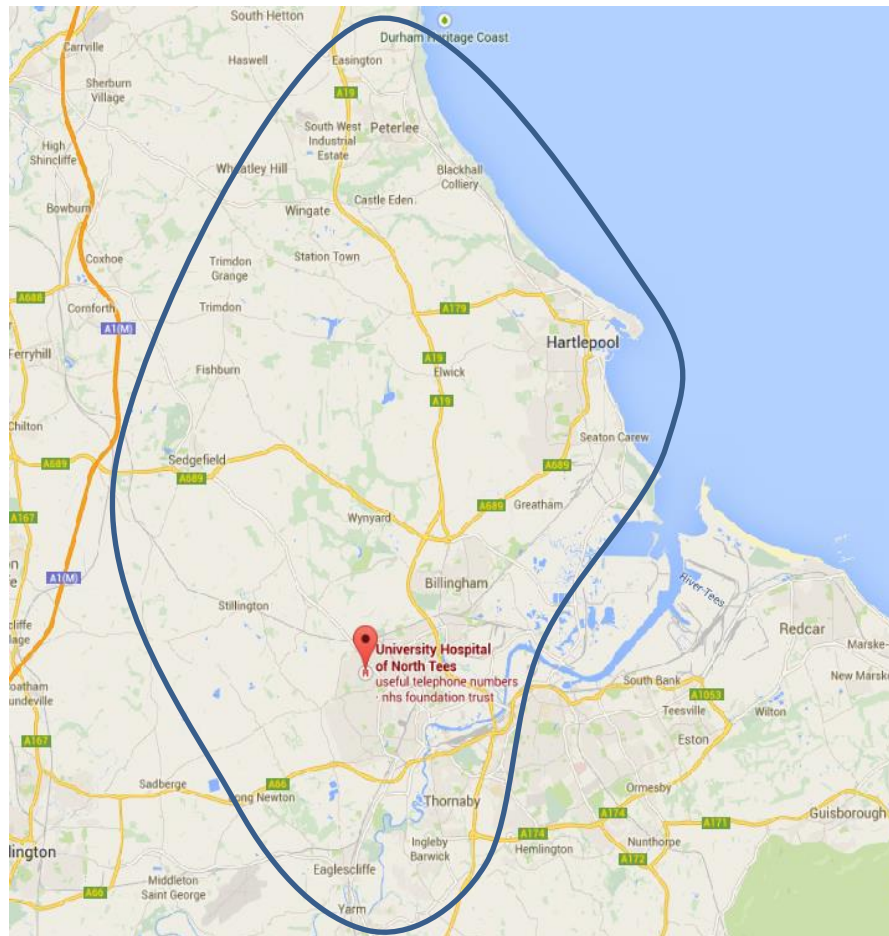 South Hetton
Durham Heritage Coast
Carrville
Haswell
Easington
Sherburn
Village
A19
South West
Industrial
Estate
Peterlee
High
Shincliffe
Wheatley Hill
Blackhall
Colliery
Castle Eden
Bowburn
Wingate
Coxhoe
Trimdon
Grange
Station Town
A688
Cornforth
Trimdon
A179
A1(M)
Hartlepool
Ferryhill
A19
Fishburn
Elwick
A19
Chilton
Seaton Carew
A689
Sedgefield
A689
A689
A689
Greatham
A167
Wynyard
A1(M)
Billingham
River Tees
Stillington
Redcar
Marske-
University Hospital
of North Tees
useful telephone numbers
- nhs foundation trust
H
South Bank
New Marske
A1053
Teesville
Wilton
A167
Eston
Sadberge
A66
Long Newton
Ormesby
Thornaby
A174
A171
Guisborough
lington
Ingleby
Barwick
A174
Hemlington
Nunthorpe
A172
Eaglescliffe
Middleton
Saint George
A66
Yarm